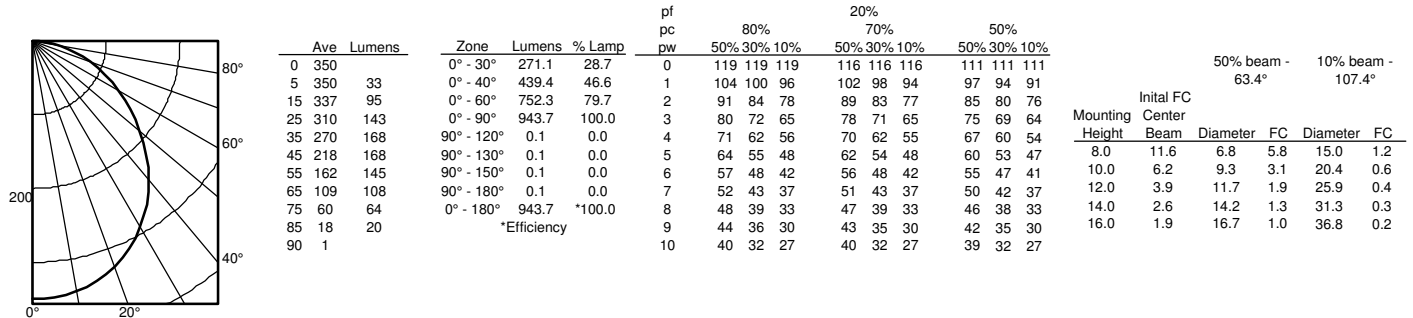 80°
60°
200
40°
0° 20°
Ave Lumens
0 350
5 350 33
15 337 95
25 310 143
35 270 168
45 218 168
55 162 145
65 109 108
75 60 64
85 18 20
90 1
Zone Lumens % Lamp
0° - 30° 271.1 28.7
0° - 40° 439.4 46.6
0° - 60° 752.3 79.7
0° - 90° 943.7 100.0
90° - 120° 0.1 0.0
90° - 130° 0.1 0.0
90° - 150° 0.1 0.0
90° - 180° 0.1 0.0
0° - 180° 943.7 *100.0
*Efficiency
pf 20%
pc 80% 70% 50%
pw 50% 30% 10% 50% 30% 10% 50% 30% 10%
0 119 119 119 116 116 116 111 111 111
1 104 100 96 102 98 94 97 94 91
2 91 84 78 89 83 77 85 80 76
3 80 72 65 78 71 65 75 69 64
4 71 62 56 70 62 55 67 60 54
5 64 55 48 62 54 48 60 53 47
6 57 48 42 56 48 42 55 47 41
7 52 43 37 51 43 37 50 42 37
8 48 39 33 47 39 33 46 38 33
9 44 36 30 43 35 30 42 35 30
10 40 32 27 40 32 27 39 32 27
50% beam - 10% beam -
63.4° 107.4°
Inital FC
Mounting Center
Height Beam Diameter FC Diameter FC
8.0 11.6 6.8 5.8 15.0 1.2
10.0 6.2 9.3 3.1 20.4 0.6
12.0 3.9 11.7 1.9 25.9 0.4
14.0 2.6 14.2 1.3 31.3 0.3
16.0 1.9 16.7 1.0 36.8 0.2